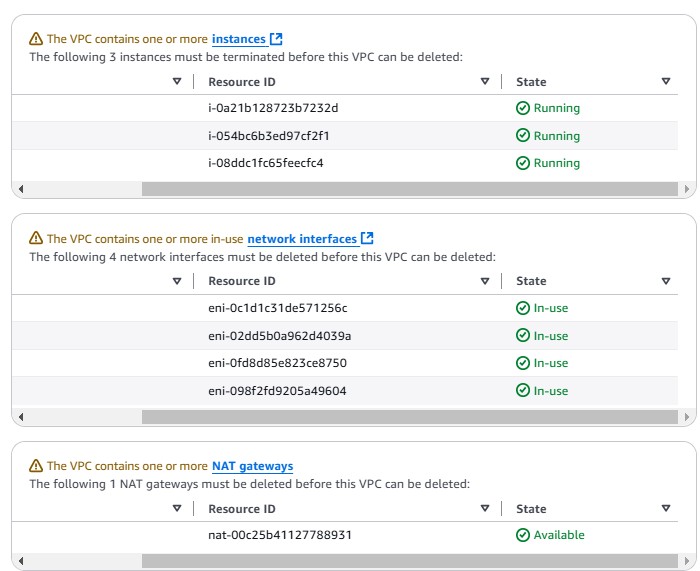 The VPC contains one or more instances
The following 3 instances must be terminated before this VPC can be deleted:
Resource ID State
i-0a21b128723b7232d Running
i-054bc6b3ed97cf2f1 Running
i-08ddc1fc65feecfc4 Running
The VPC contains one or more in-use network interfaces
The following 4 network interfaces must be deleted before this VPC can be deleted:
Resource ID State
eni-0c1d1c31de571256c In-use
eni-02dd5b0a962d4039a In-use
eni-0fd8d85e823ce8750 In-use
eni-098f2fd9205a49604 In-use
The VPC contains one or more NAT gateways
The following 1 NAT gateways must be deleted before this VPC can be deleted:
Resource ID State
nat-00c25b41127788931 Available